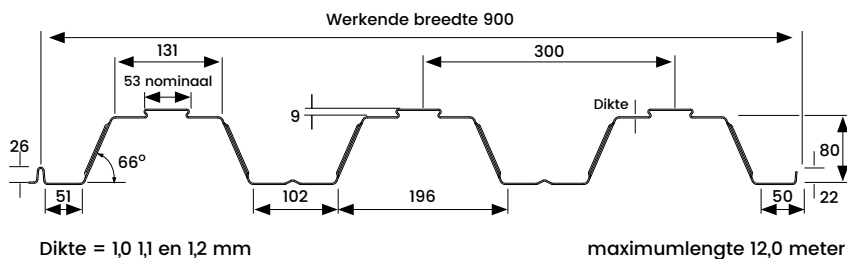 Werkende breedte 900
131
300
53 nominaal
9
Dikte
26
66°
80
51
102
196
50
22
Dikte = 1,0 1,1 en 1,2 mm
maximumlengte 12,0 meter